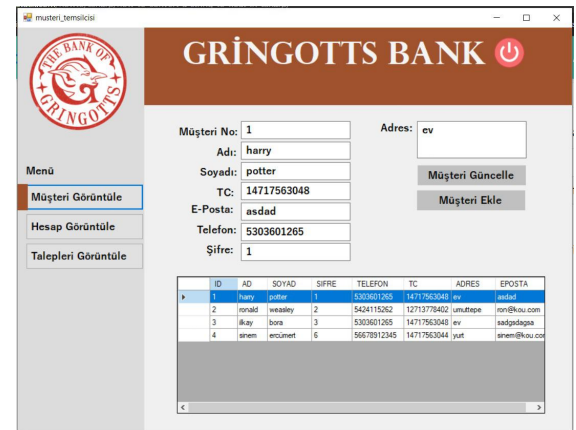 musteri_temsilcisi
THE BANK OF
GRINGOTTS
GRİNGOTTS BANK
Menü
Müşteri Görüntüle
Hesap Görüntüle
Talepleri Görüntüle
Müşteri No: 1
Adı: harry
Soyadı: potter
TC: 14717563048
E-Posta: asdad
Telefon: 5303601265
Şifre: 1
Adres: ev
Müşteri Güncelle
Müşteri Ekle
ID AD SOYAD SIFRE TELEFON TC ADRES EPOSTA
1 harry potter 1 5303601265 14717563048 ev asdad
2 ronald weasley 2 5424115262 12713778402 umuttepe ron@kou.com
3 ilkay bora 3 5303601265 14717563048 ev sadgsdagsa
4 sinem ercüment 6 56678912345 14717563044 yurt sinem@kou.cor